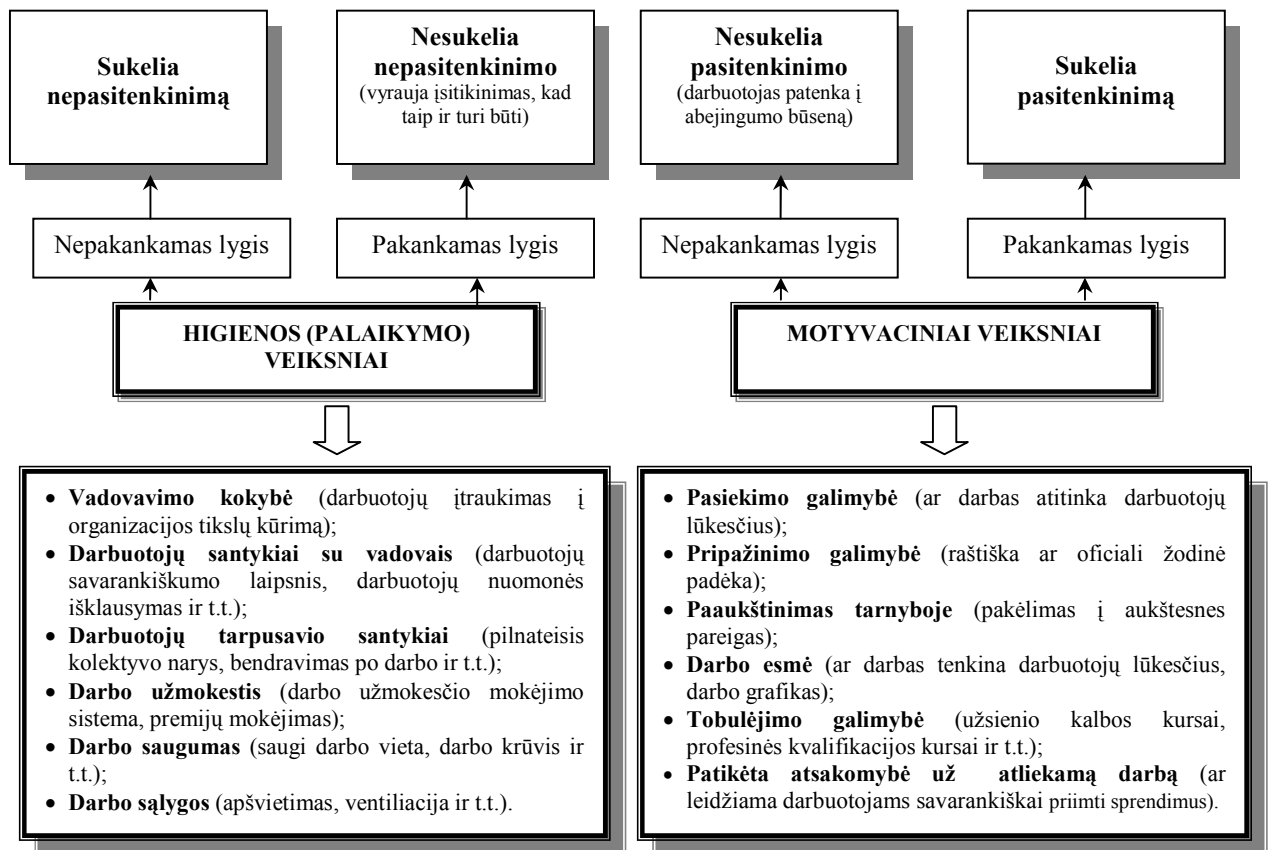 Sukelia
nepasitenkinimą
Nesukelia
nepasitenkinimo
(vyrauja įsitikinimas, kad
taip ir turi būti)
Nesukelia
pasitenkinimo
(darbuotojas patenka į
abejingumo būseną)
Sukelia
pasitenkinimą
Nepakankamas lygis
Pakankamas lygis
Nepakankamas lygis
Pakankamas lygis
HIGIENOS (PALAIKYMO)
VEIKSNIAI
MOTYVACINIAI VEIKSNIAI
• Vadovavimo kokybė (darbuotojų įtraukimas į
organizacijos tikslų kūrimą);
• Darbuotojų santykiai su vadovais (darbuotojų
savarankiškumo laipsnis, darbuotojų nuomonės
išklausymas ir t.t.);
• Darbuotojų tarpusavio santykiai (pilnateisis
kolektyvo narys, bendravimas po darbo ir t.t.);
• Darbo užmokestis (darbo užmokesčio mokėjimo
sistema, premijų mokėjimas);
• Darbo saugumas (saugi darbo vieta, darbo krūvis ir
t.t.);
• Darbo sąlygos (apšvietimas, ventiliacija ir t.t.).
• Pasiekimo galimybė (ar darbas atitinka darbuotojų
lūkesčius);
• Pripažinimo galimybė (raštiška ar oficiali žodinė
padėka);
• Paaukštinimas tarnyboje (pakėlimas į aukštesnes
pareigas);
• Darbo esmė (ar darbas tenkina darbuotojų lūkesčius,
darbo grafikas);
• Tobulėjimo galimybė (užsienio kalbos kursai,
profesinės kvalifikacijos kursai ir t.t.);
• Patikėta atsakomybė už atliekamą darbą (ar
leidžiama darbuotojams savarankiškai priimti sprendimus).